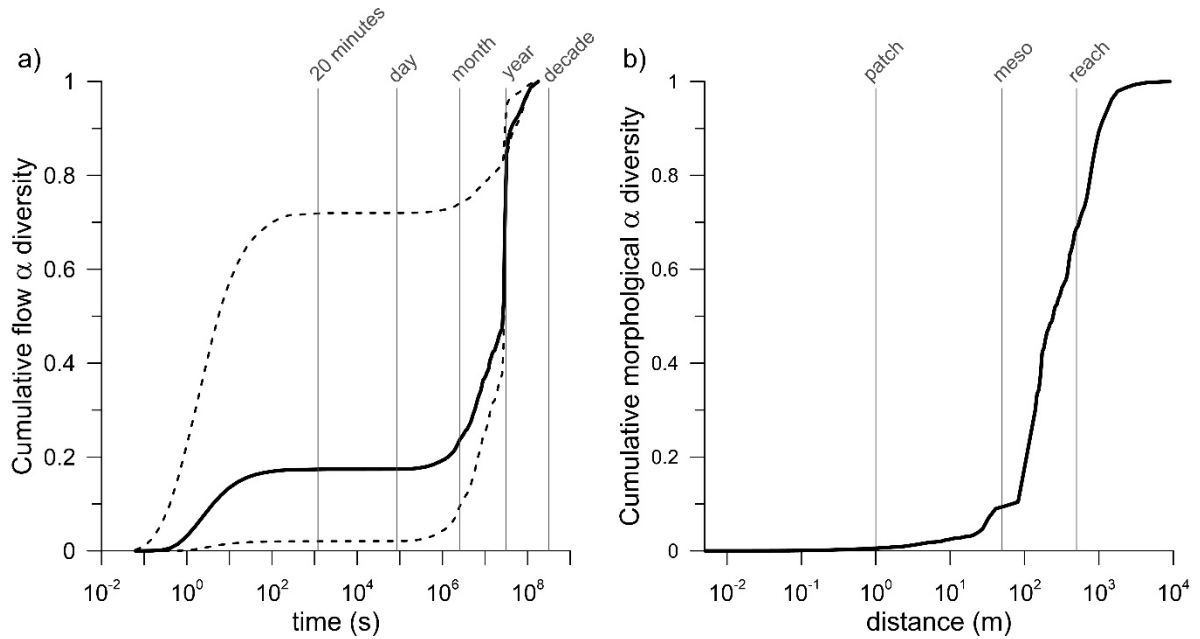 a)
20 minutes
day
month
year
decade
1
0.8
0.6
0.4
0.2
0
Cumulative flow α diversity
10⁻² 10⁰ 10² 10⁴ 10⁶ 10⁸
time (s)
b)
patch
meso
reach
1
0.8
0.6
0.4
0.2
0
Cumulative morpholgical α diversity
10⁻² 10⁻¹ 10⁰ 10¹ 10² 10³ 10⁴
distance (m)